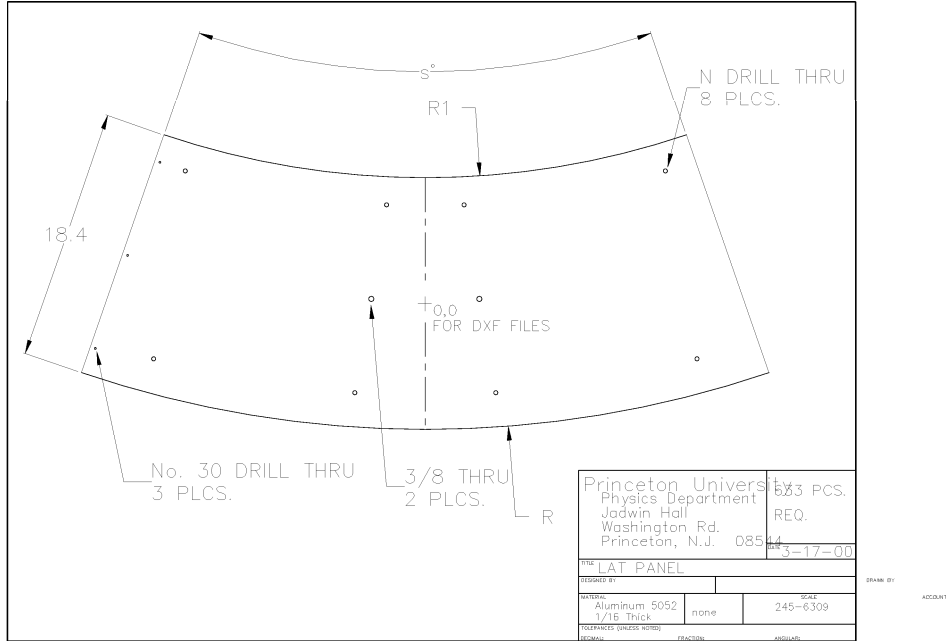 S°
N DRILL THRU
8 PLCS.
R1
18.4
0,0
FOR DXF FILES
No. 30 DRILL THRU
3 PLCS.
3/8 THRU
2 PLCS.
R
Princeton University
Physics Department
Jadwin Hall
Washington Rd.
Princeton, N.J. 08544
PCS.
REQ.
DATE
3-17-00
TITLE
LAT PANEL
DESIGNED BY
DRAWN BY
MATERIAL
Aluminum 5052
1/16 Thick
none
SCALE
245-6309
ACCOUNT
TOLERANCES (UNLESS NOTED)
DECIMAL:
FRACTION:
ANGULAR: